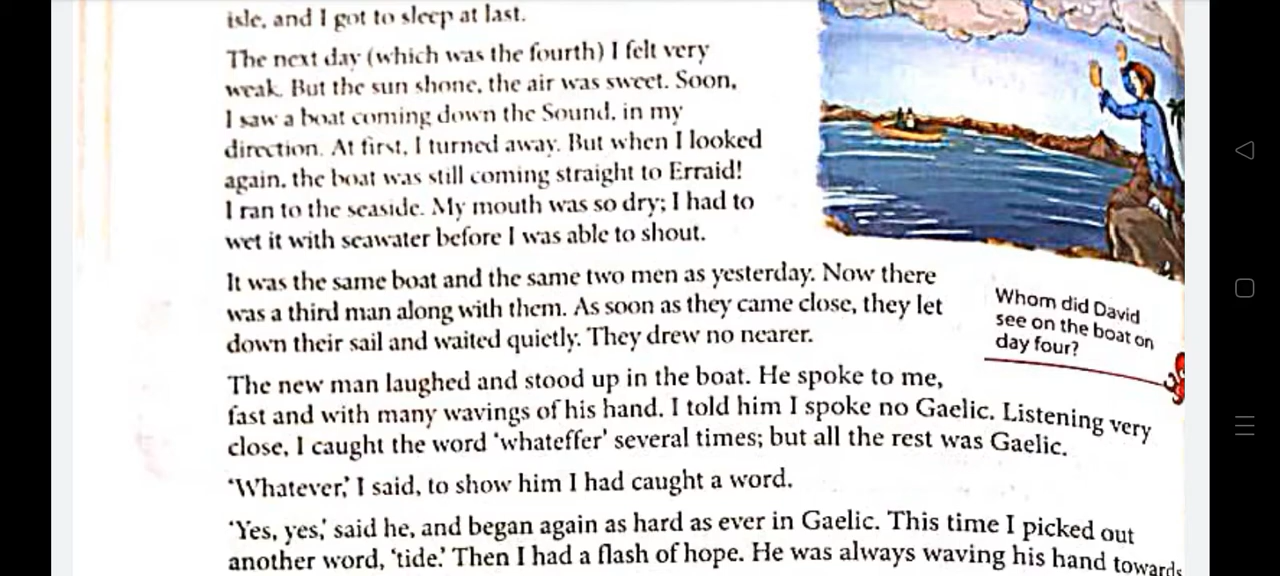 isle, and I got to sleep at last.
The next day (which was the fourth) I felt very
weak. But the sun shone, the air was sweet. Soon,
I saw a boat coming down the Sound, in my
direction. At first, I turned away. But when I looked
again, the boat was still coming straight to Erraid!
I ran to the seaside. My mouth was so dry; I had to
wet it with seawater before I was able to shout.
It was the same boat and the same two men as yesterday. Now there
was a third man along with them. As soon as they came close, they let
down their sail and waited quietly. They drew no nearer.
Whom did David
see on the boat on
day four?
The new man laughed and stood up in the boat. He spoke to me,
fast and with many wavings of his hand. I told him I spoke no Gaelic. Listening very
close, I caught the word ‘whateffer’ several times; but all the rest was Gaelic.
‘Whatever,’ I said, to show him I had caught a word.
‘Yes, yes,’ said he, and began again as hard as ever in Gaelic. This time I picked out
another word, ‘tide.’ Then I had a flash of hope. He was always waving his hand towards